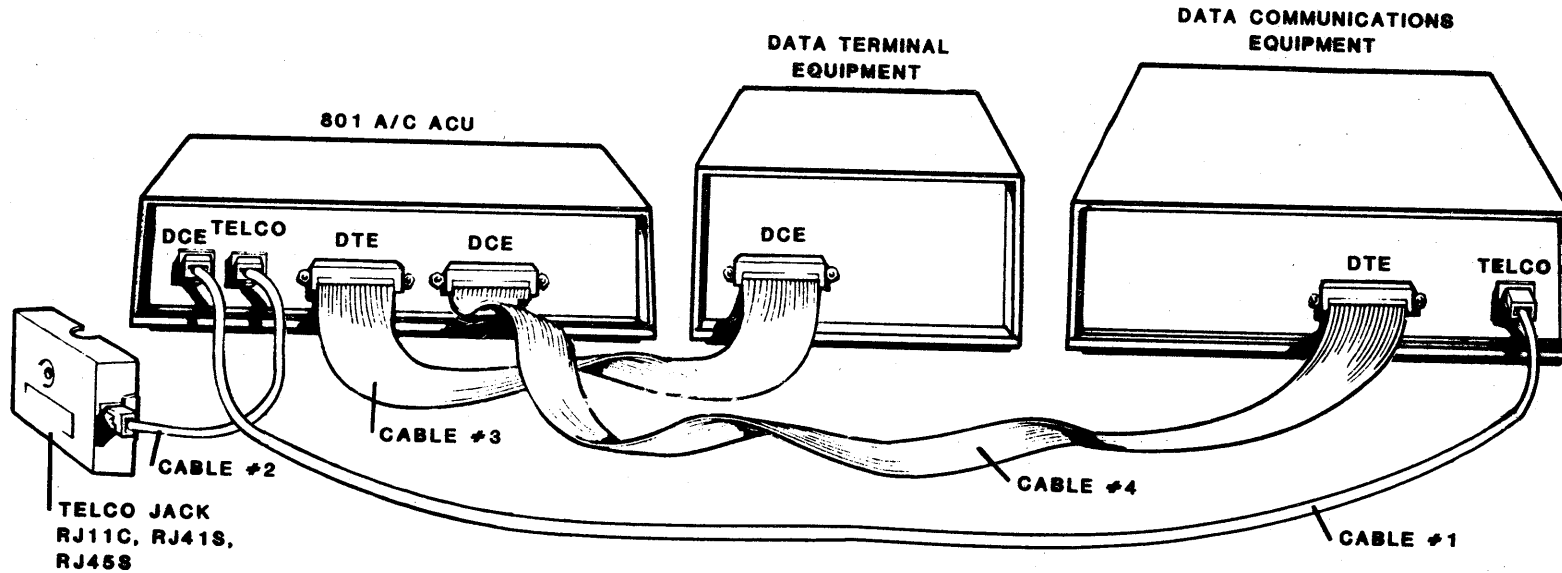 DATA COMMUNICATIONS
EQUIPMENT
DATA TERMINAL
EQUIPMENT
801 A/C ACU
DCE
TELCO
DTE
DCE
DCE
DTE
TELCO
CABLE #3
CABLE #2
CABLE #4
TELCO JACK
RJ11C, RJ41S,
RJ45S
CABLE #1